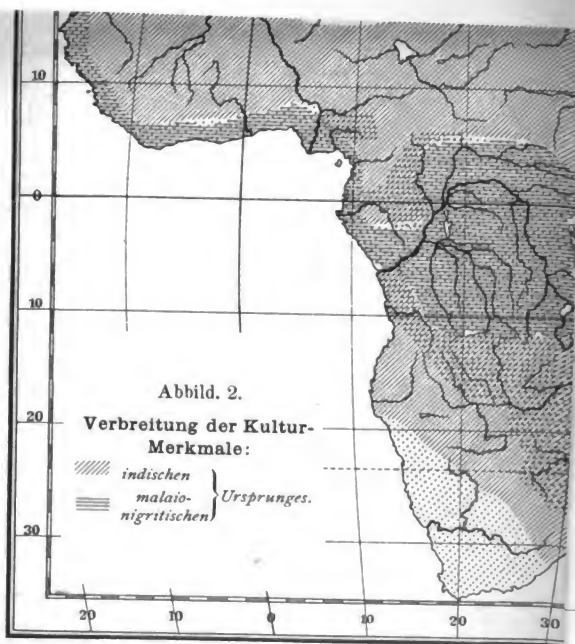 10
0
10
Abbild. 2.
20
Verbreitung der Kultur-
Merkmale:
indischen
malaio-
nigritischen
Ursprunges.
30
20 10 0 10 20 30